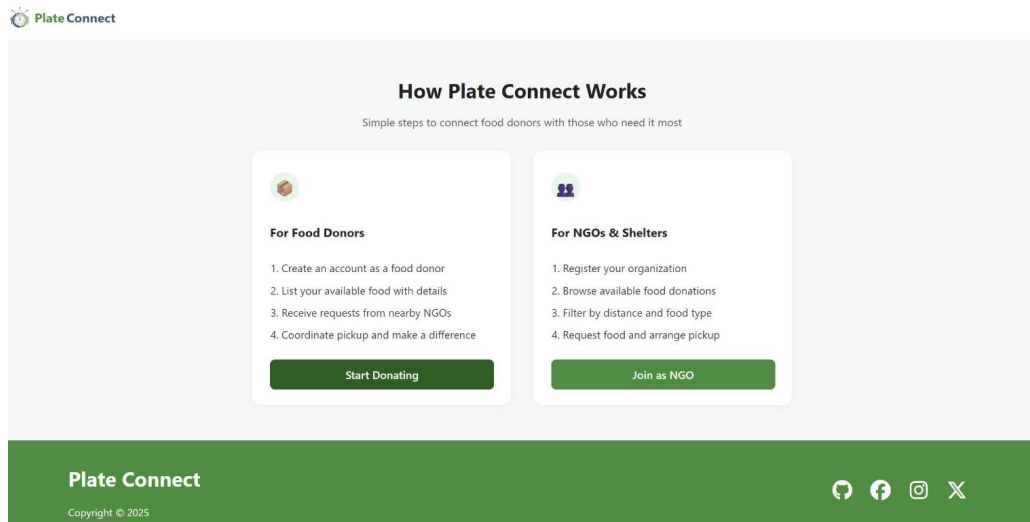 Plate Connect
How Plate Connect Works
Simple steps to connect food donors with those who need it most
For Food Donors
1. Create an account as a food donor
2. List your available food with details
3. Receive requests from nearby NGOs
4. Coordinate pickup and make a difference
Start Donating
For NGOs & Shelters
1. Register your organization
2. Browse available food donations
3. Filter by distance and food type
4. Request food and arrange pickup
Join as NGO
Plate Connect
Copyright © 2025